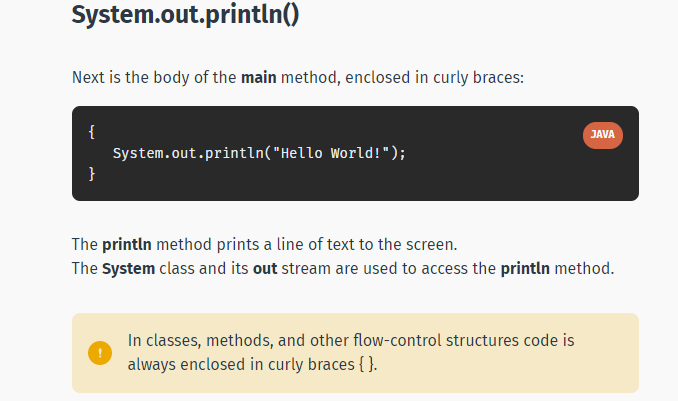 System.out.println()
Next is the body of the main method, enclosed in curly braces:
{
JAVA
System.out.println("Hello World!");
}
The println method prints a line of text to the screen.
The System class and its out stream are used to access the println method.
!
In classes, methods, and other flow-control structures code is
always enclosed in curly braces { }.